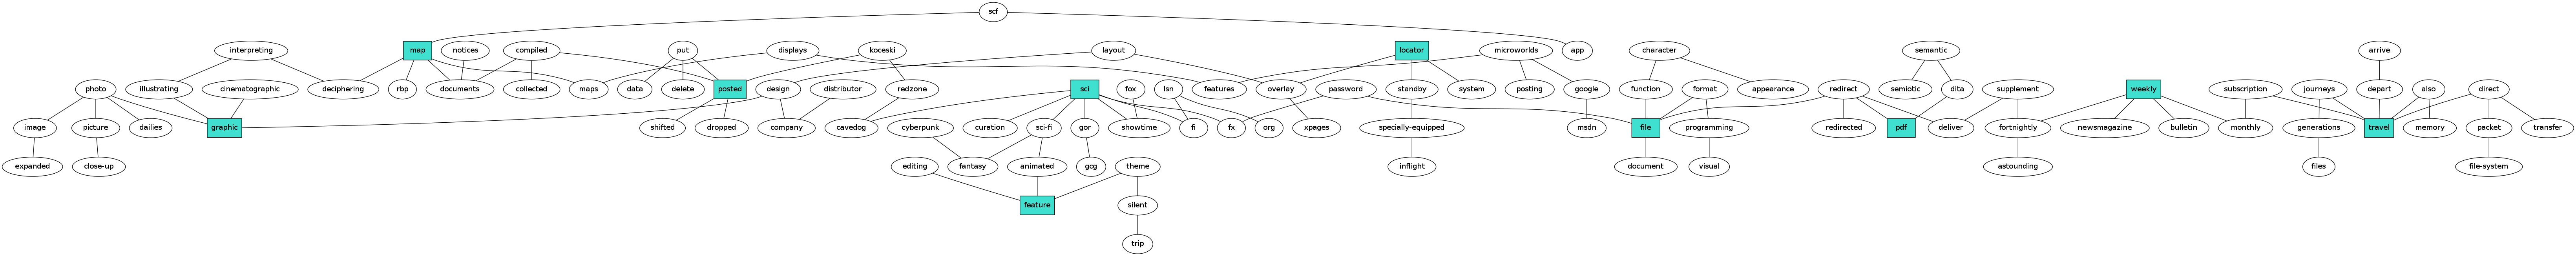 scf
interpreting map notices compiled put displays koceski layout locator microworlds app character semantic arrive
photo illustrating cinematographic deciphering rbp documents collected maps data delete posted design distributor redzone sci fox lsn features overlay password standby system posting google function format appearance redirect dita semiotic supplement weekly subscription journeys depart also direct
image picture dailies graphic shifted dropped company cavedog cyberpunk curation sci-fi gor showtime fi fx org xpages specially-equipped msdn file programming redirected pdf deliver fortnightly newsmagazine bulletin monthly generations travel memory packet transfer
expanded close-up editing fantasy animated gcg theme inflight document visual astounding files file-system
feature silent
trip